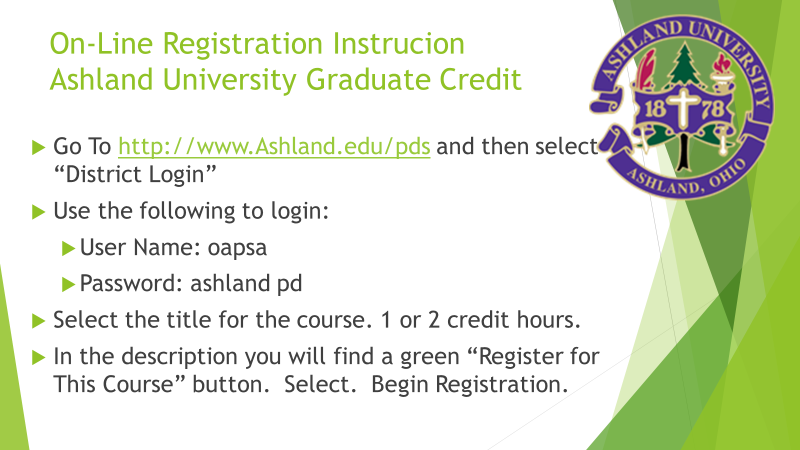 On-Line Registration Instrucion
Ashland University Graduate Credit
Go To http://www.Ashland.edu/pds and then select
“District Login”
Use the following to login:
User Name: oapsa
Password: ashland pd
Select the title for the course. 1 or 2 credit hours.
In the description you will find a green “Register for
This Course” button.  Select.  Begin Registration.
ASHLAND UNIVERSITY
1878
ASHLAND, OHIO